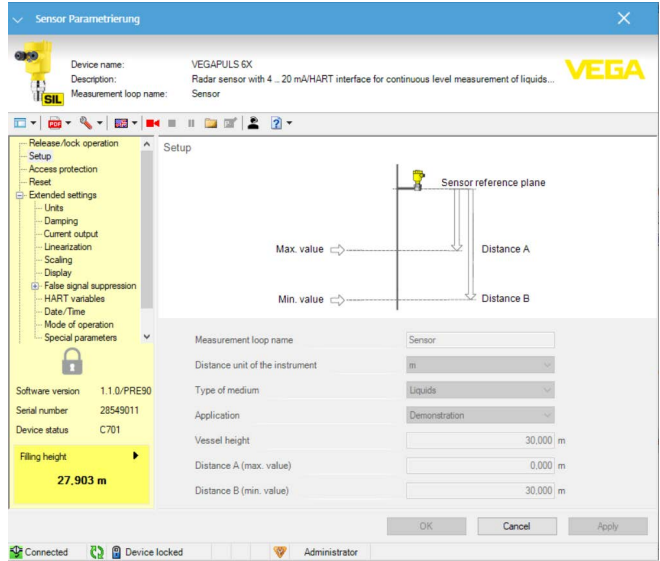 Sensor Parametrierung
Device name: VEGAPULS 6X
Description: Radar sensor with 4 .. 20 mA/HART interface for continuous level measurement of liquids...
Measurement loop name: Sensor
SIL
VEGA
PDF
Release/lock operation
Setup
Access protection
Reset
Extended settings
Units
Damping
Current output
Linearization
Scaling
Display
False signal suppression
HART variables
Date/Time
Mode of operation
Special parameters
Software version 1.1.0/PRE90
Serial number 28549011
Device status C701
Filling height
27,903 m
Setup
Sensor reference plane
Max. value
Distance A
Min. value
Distance B
Measurement loop name Sensor
Distance unit of the instrument m
Type of medium Liquids
Application Demonstration
Vessel height 30,000 m
Distance A (max. value) 0,000 m
Distance B (min. value) 30,000 m
OK Cancel Apply
Connected Device locked Administrator